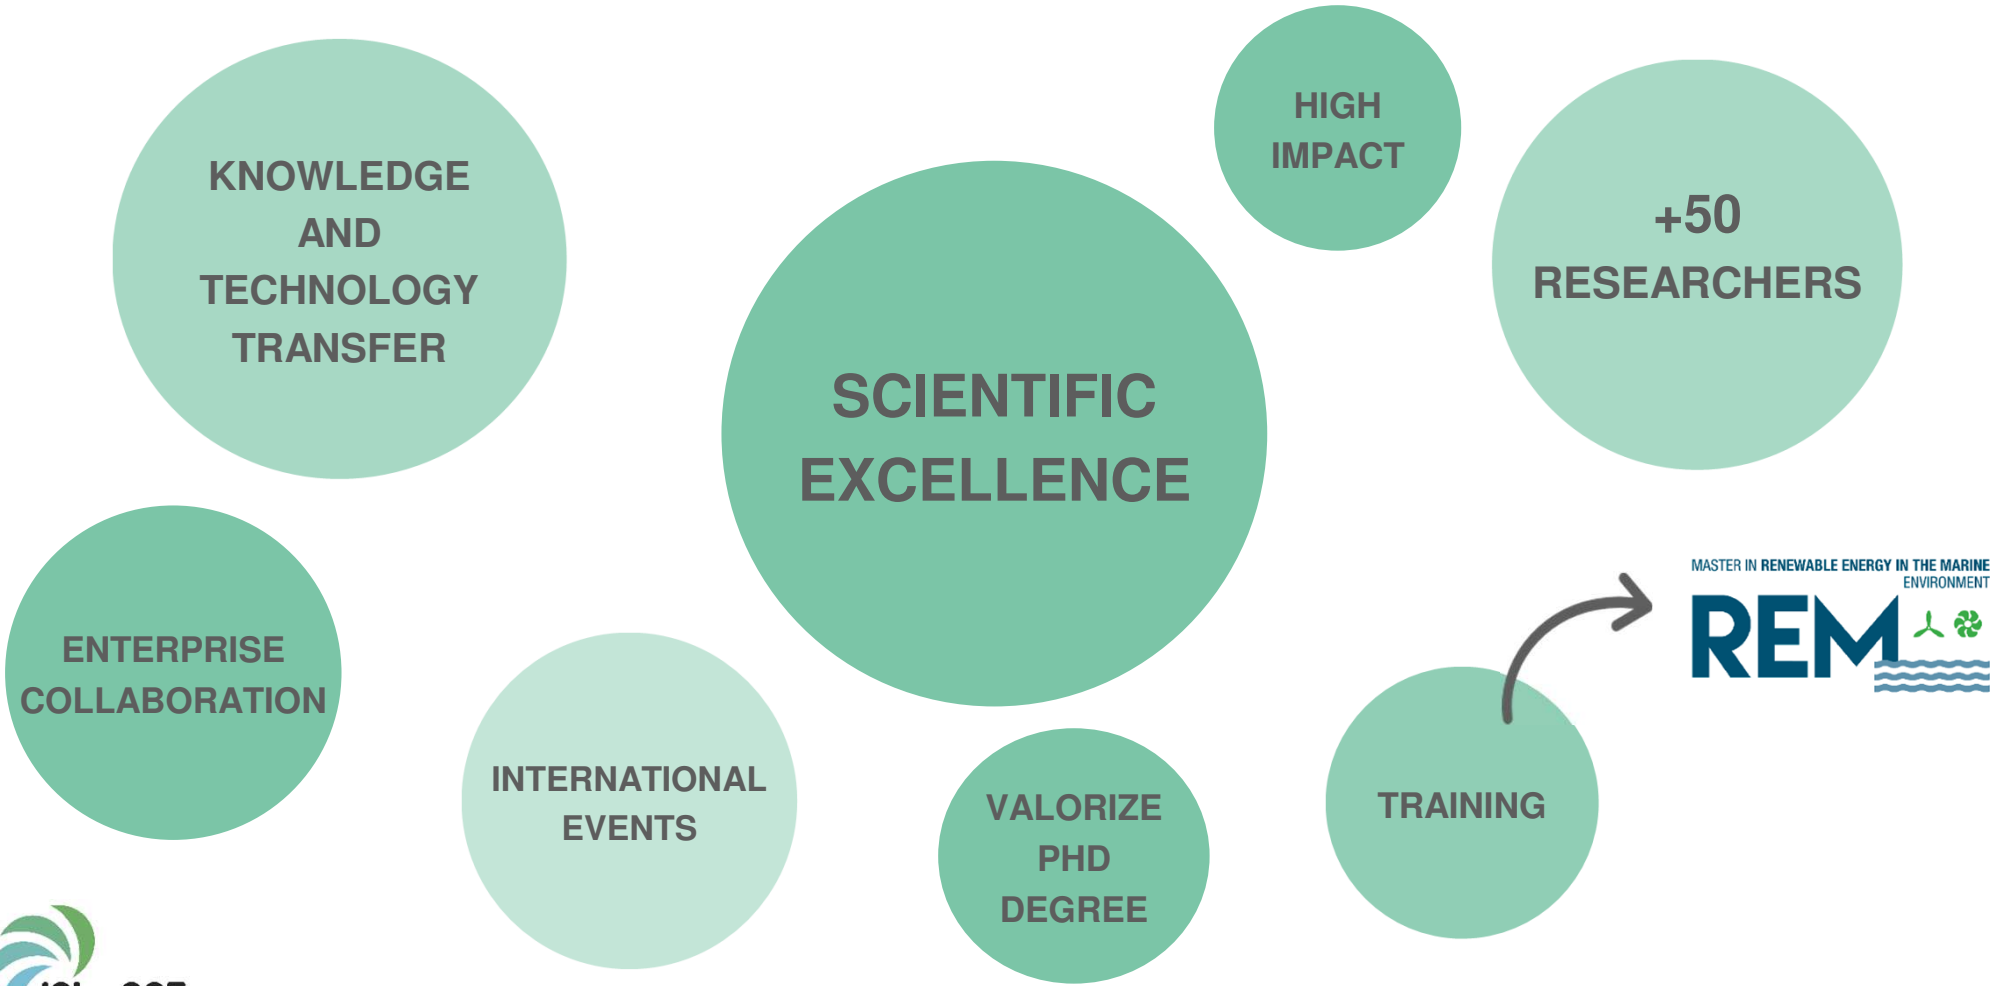 HIGH
IMPACT
KNOWLEDGE
AND
TECHNOLOGY
TRANSFER
+50
RESEARCHERS
SCIENTIFIC
EXCELLENCE
MASTER IN RENEWABLE ENERGY IN THE MARINE
ENVIRONMENT
REM
ENTERPRISE
COLLABORATION
INTERNATIONAL
EVENTS
VALORIZE
PHD
DEGREE
TRAINING